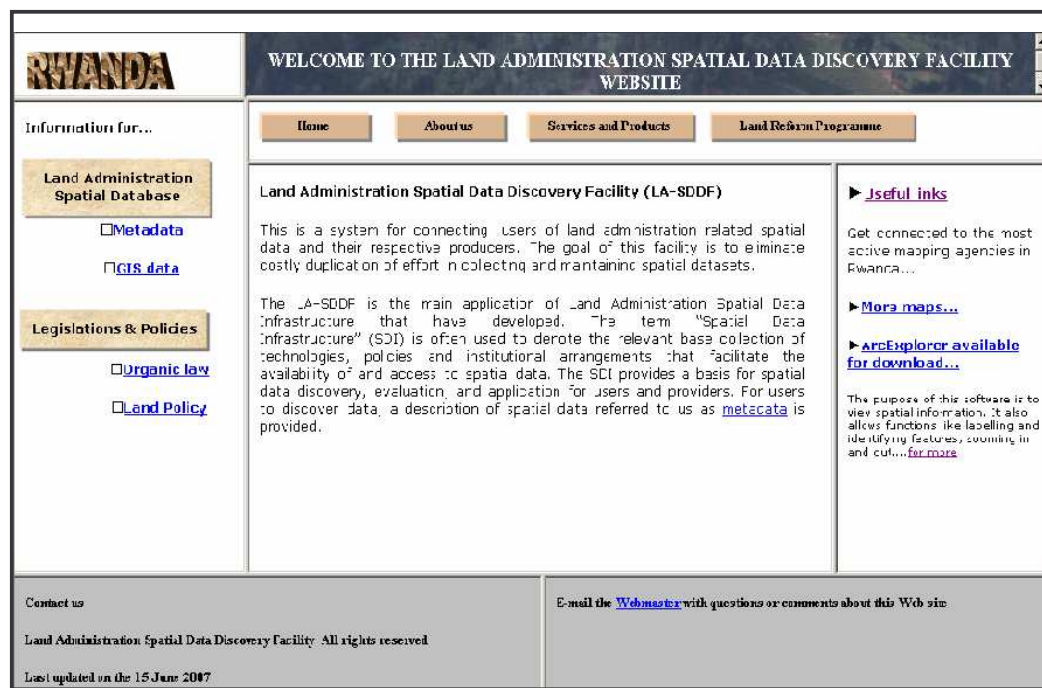 RWANDA
WELCOME TO THE LAND ADMINISTRATION SPATIAL DATA DISCOVERY FACILITY
WEBSITE
Information for...
Home
About us
Services and Products
Land Reform Programme
Land Administration
Spatial Database
Metadata
GIS data
Legislations & Policies
Organic law
Land Policy
Land Administration Spatial Data Discovery Facility (LA-SDDF)
This is a system for connecting users of land administration related spatial
data and their respective producers. The goal of this facility is to eliminate
costly duplication of effort in collecting and maintaining spatial datasets.
The LA-SDDF is the main application of Land Administration Spatial Data
Infrastructure that have developed. The term "Spatial Data
Infrastructure" (SDI) is often used to denote the relevant base collection of
technologies, policies and institutional arrangements that facilitate the
availability of and access to spatial data. The SDI provides a basis for spatial
data discovery, evaluation, and application for users and providers. For users
to discover data, a description of spatial data referred to us as metadata is
provided.
Useful links
Get connected to the most
active mapping agencies in
Rwanda...
More maps...
ArcExplorer available
for download...
The purpose of this software is to
view spatial information. It also
allows functions like labelling and
identifying features, zooming in
and out....for more
Contact us
Land Administration Spatial Data Discovery Facility All rights reserved
Last updated on the 15 June 2007
E-mail the Webmaster with questions or comments about this Web site